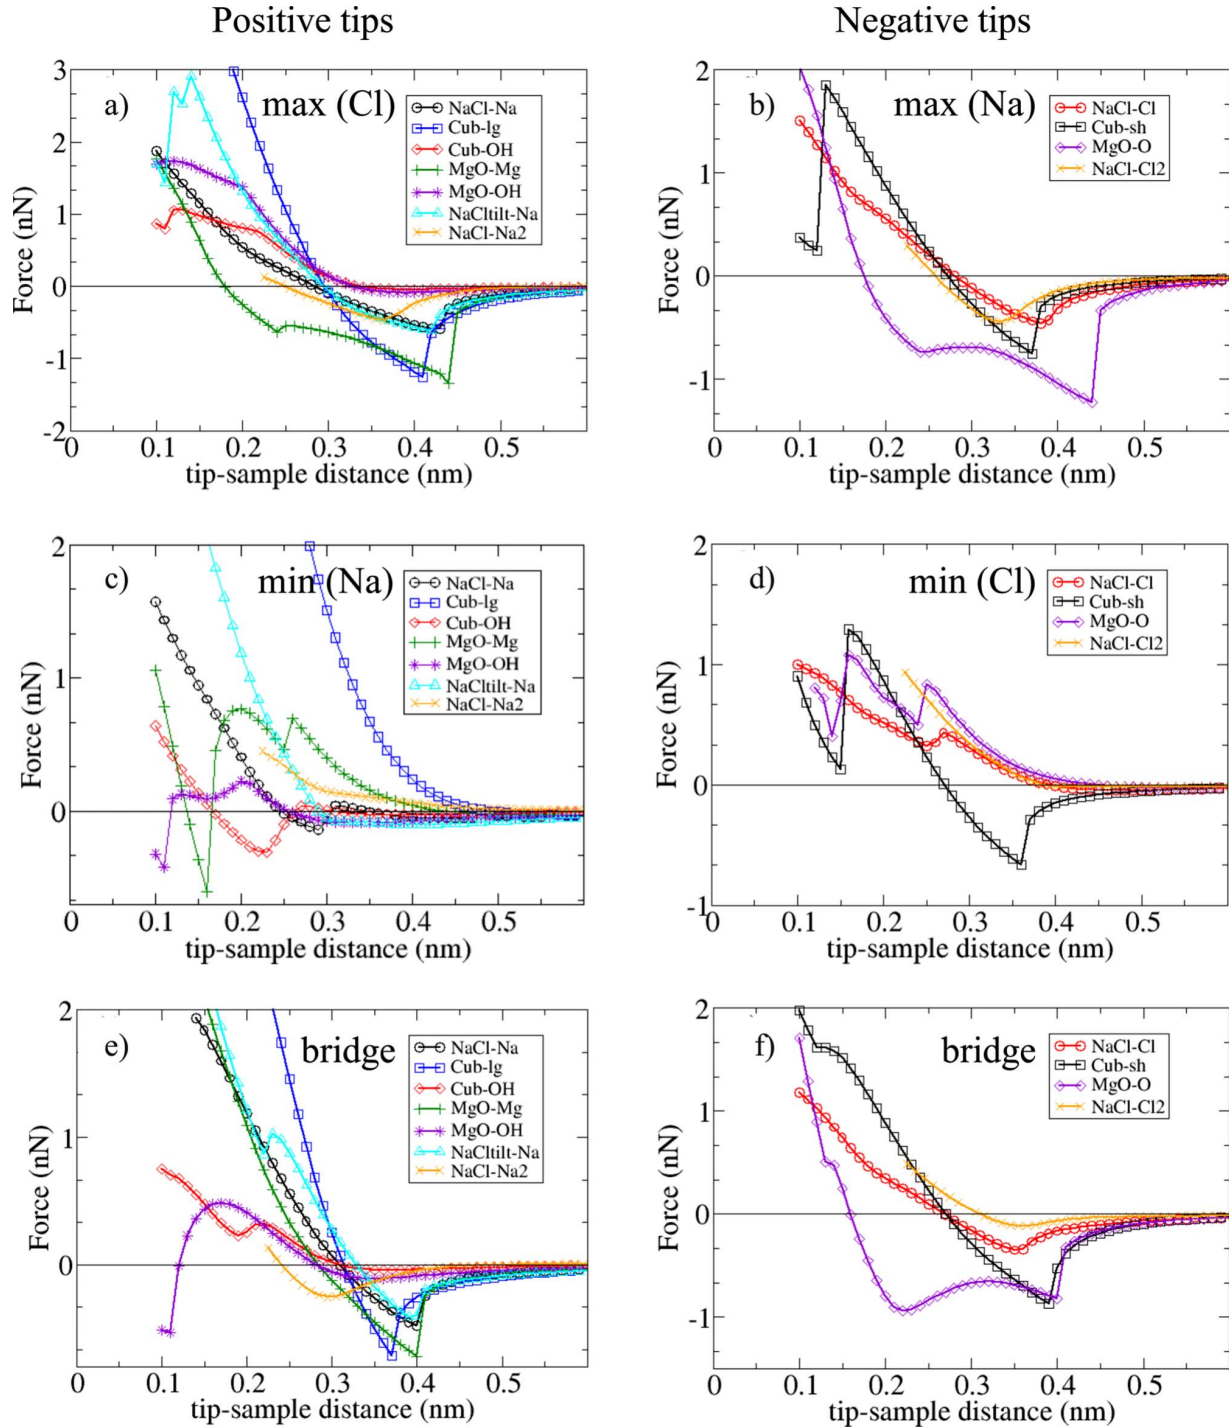 Positive tips
Negative tips
a)
max (Cl)
NaCl-Na
Cub-lg
Cub-OH
MgO-Mg
MgO-OH
NaCltilt-Na
NaCl-Na2
3
2
1
0
-1
-2
Force (nN)
0 0.1 0.2 0.3 0.4 0.5
tip-sample distance (nm)
b)
max (Na)
NaCl-Cl
Cub-sh
MgO-O
NaCl-Cl2
2
1
0
-1
Force (nN)
0 0.1 0.2 0.3 0.4 0.5
tip-sample distance (nm)
c)
min (Na)
NaCl-Na
Cub-lg
Cub-OH
MgO-Mg
MgO-OH
NaCltilt-Na
NaCl-Na2
2
1
0
Force (nN)
0 0.1 0.2 0.3 0.4 0.5
tip-sample distance (nm)
d)
min (Cl)
NaCl-Cl
Cub-sh
MgO-O
NaCl-Cl2
2
1
0
-1
Force (nN)
0 0.1 0.2 0.3 0.4 0.5
tip-sample distance (nm)
e)
bridge
NaCl-Na
Cub-lg
Cub-OH
MgO-Mg
MgO-OH
NaCltilt-Na
NaCl-Na2
2
1
0
Force (nN)
0 0.1 0.2 0.3 0.4 0.5
tip-sample distance (nm)
f)
bridge
NaCl-Cl
Cub-sh
MgO-O
NaCl-Cl2
2
1
0
-1
Force (nN)
0 0.1 0.2 0.3 0.4 0.5
tip-sample distance (nm)